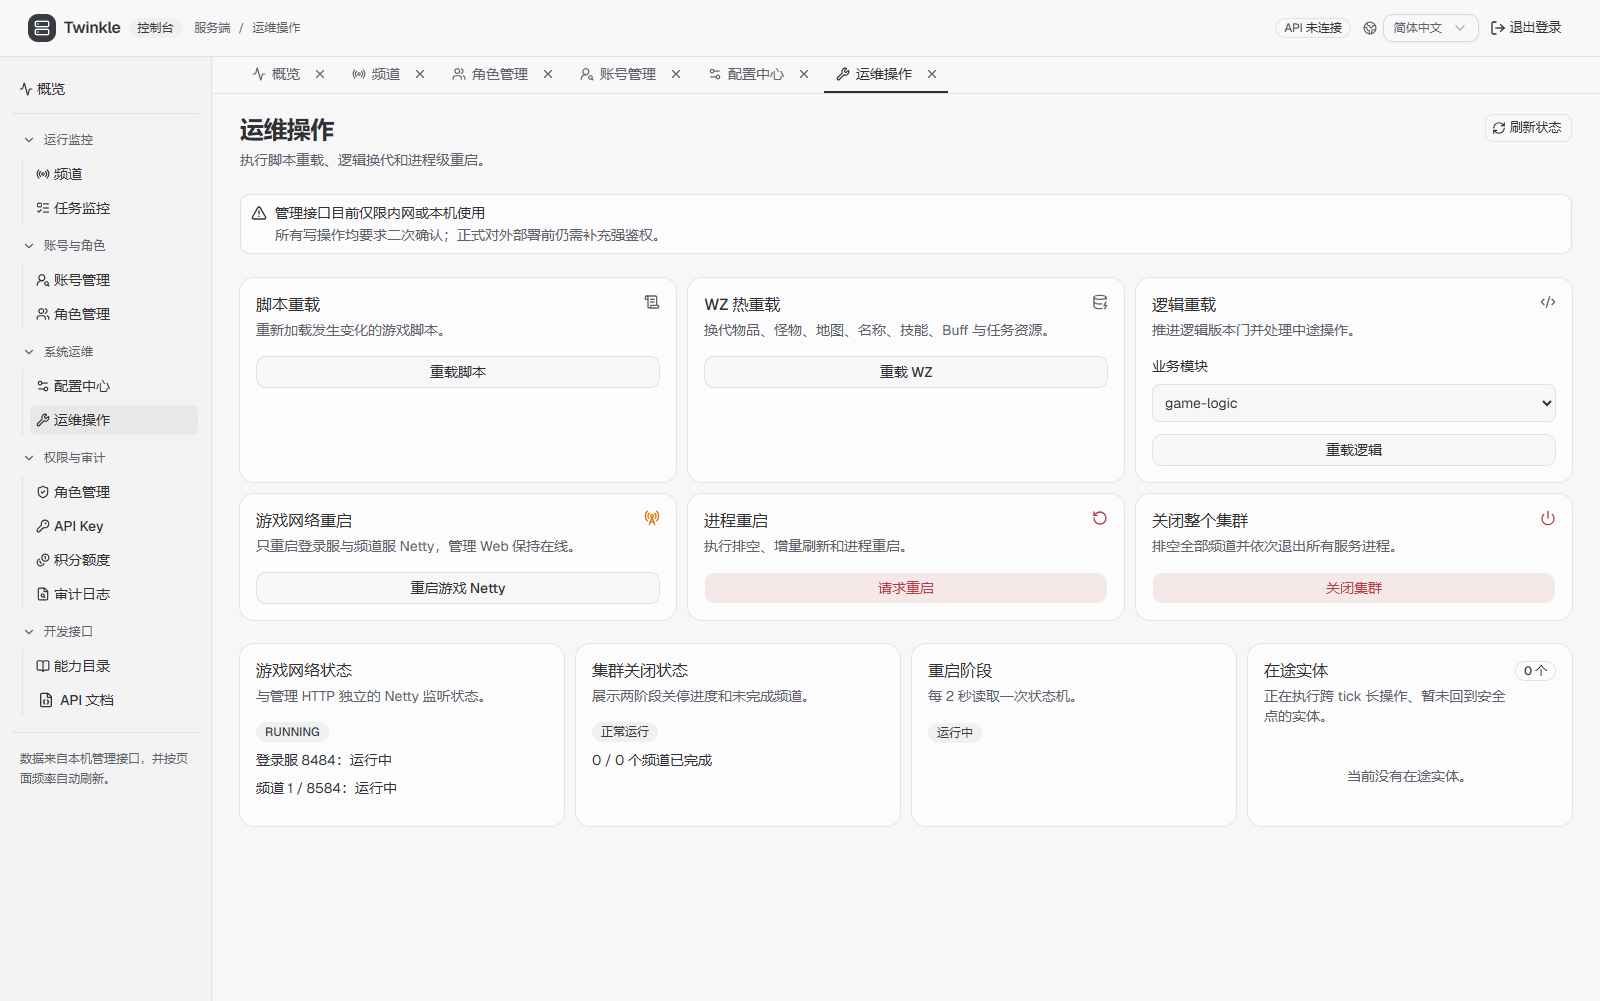 Twinkle 控制台 服务端 / 运维操作
API 未连接 简体中文 退出登录
概览 频道 角色管理 账号管理 配置中心 运维操作
概览
运行监控
频道
任务监控
账号与角色
账号管理
角色管理
系统运维
配置中心
运维操作
权限与审计
角色管理
API Key
积分额度
审计日志
开发接口
能力目录
API 文档
数据来自本机管理接口，并按页
面频率自动刷新。
运维操作
刷新状态
执行脚本重载、逻辑换代和进程级重启。
管理接口目前仅限内网或本机使用
所有写操作均要求二次确认；正式对外部署前仍需补充强鉴权。
脚本重载
重新加载发生变化的游戏脚本。
重载脚本
WZ 热重载
换代物品、怪物、地图、名称、技能、Buff 与任务资源。
重载 WZ
逻辑重载
推进逻辑版本门并处理中途操作。
业务模块
game-logic
重载逻辑
游戏网络重启
只重启登录服与频道服 Netty，管理 Web 保持在线。
重启游戏 Netty
进程重启
执行排空、增量刷新和进程重启。
请求重启
关闭整个集群
排空全部频道并依次退出所有服务进程。
关闭集群
游戏网络状态
与管理 HTTP 独立的 Netty 监听状态。
RUNNING
登录服 8484：运行中
频道 1 / 8584：运行中
集群关闭状态
展示两阶段关停进度和未完成频道。
正常运行
0 / 0 个频道已完成
重启阶段
每 2 秒读取一次状态机。
运行中
在途实体
0 个
正在执行跨 tick 长操作、暂未回到安全
点的实体。
当前没有在途实体。